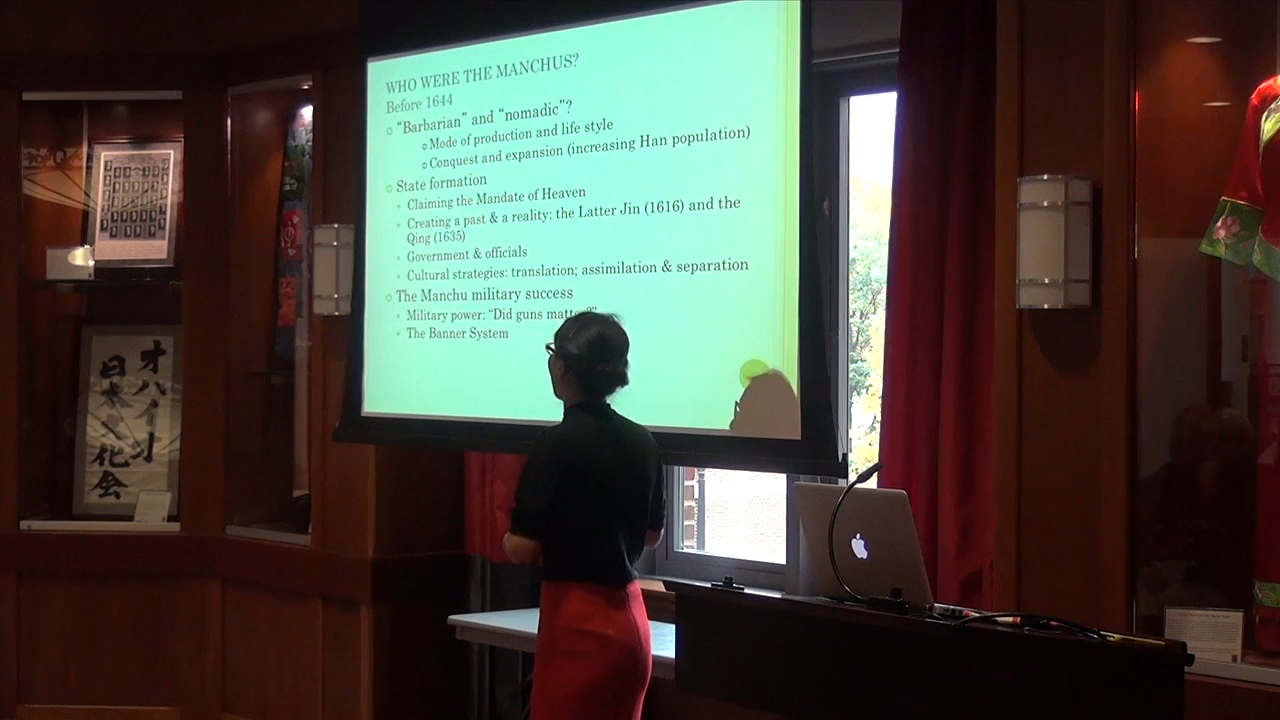 WHO WERE THE MANCHUS?
Before 1644
"Barbarian" and "nomadic"?
Mode of production and life style
Conquest and expansion (increasing Han population)
State formation
Claiming the Mandate of Heaven
Creating a past & a reality: the Latter Jin (1616) and the
Qing (1635)
Government & officials
Cultural strategies: translation; assimilation & separation
The Manchu military success
Military power: "Did guns matter?"
The Banner System
オハイオ
日本文化会